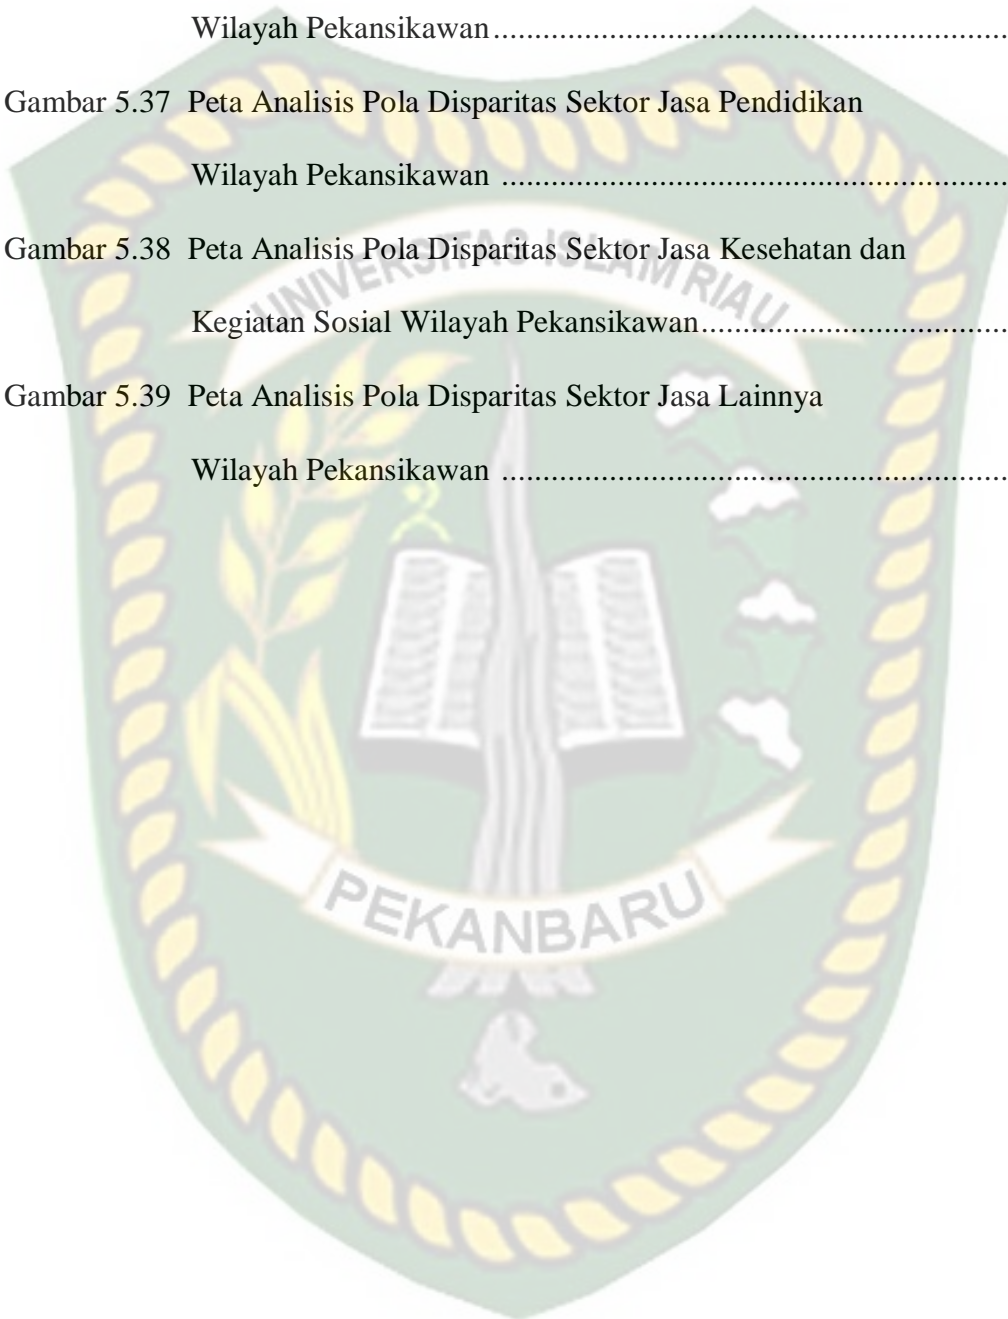 Wilayah Pekansikawan................................................................
Gambar 5.37 Peta Analisis Pola Disparitas Sektor Jasa Pendidikan
Wilayah Pekansikawan ...............................................................
Gambar 5.38 Peta Analisis Pola Disparitas Sektor Jasa Kesehatan dan
Kegiatan Sosial Wilayah Pekansikawan......................................
Gambar 5.39 Peta Analisis Pola Disparitas Sektor Jasa Lainnya
Wilayah Pekansikawan ...............................................................
UNIVERSITAS ISLAM RIAU
PEKANBARU